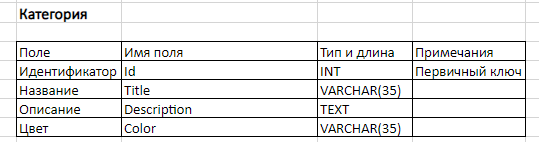 Категория
Поле Имя поля Тип и длина Примечания
Идентификатор Id INT Первичный ключ
Название Title VARCHAR(35)
Описание Description TEXT
Цвет Color VARCHAR(35)